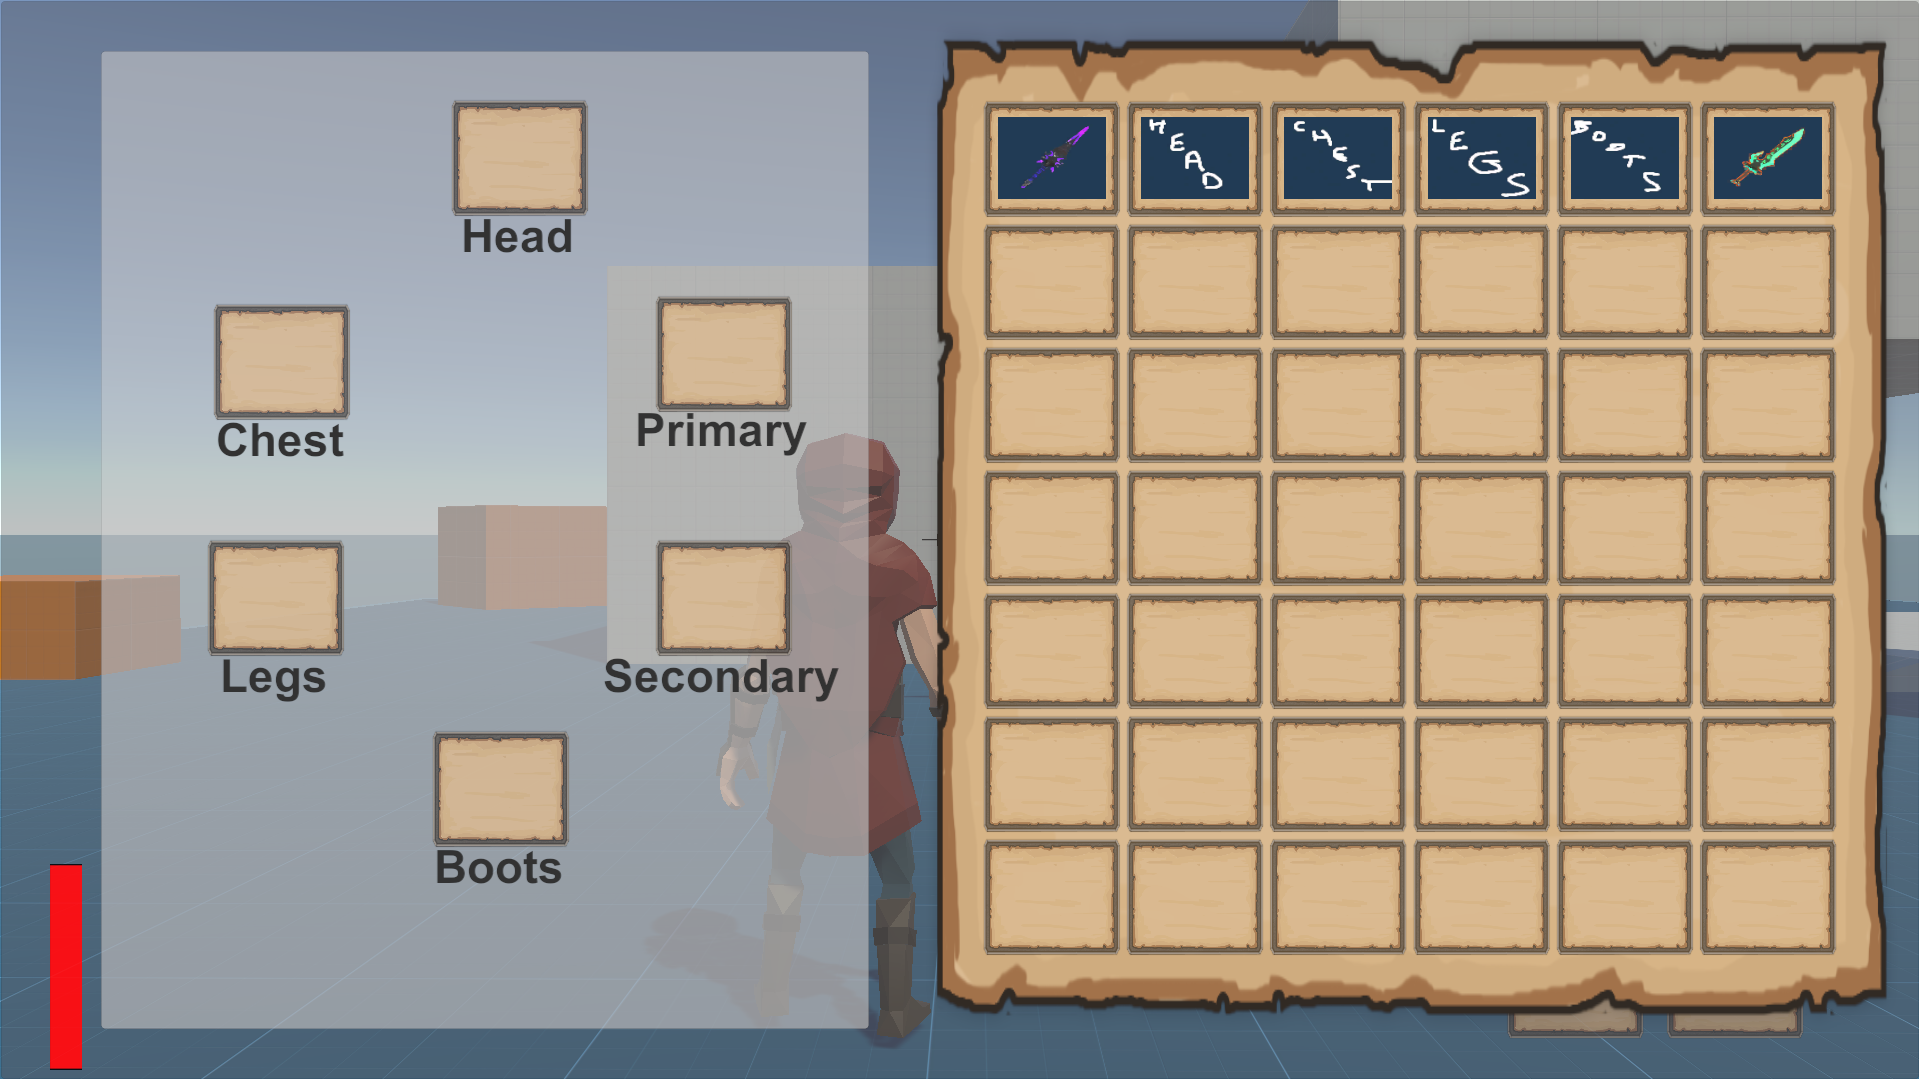 Head
Chest
Primary
Legs
Secondary
Boots
HEAD
CHEST
LEGS
BOOTS